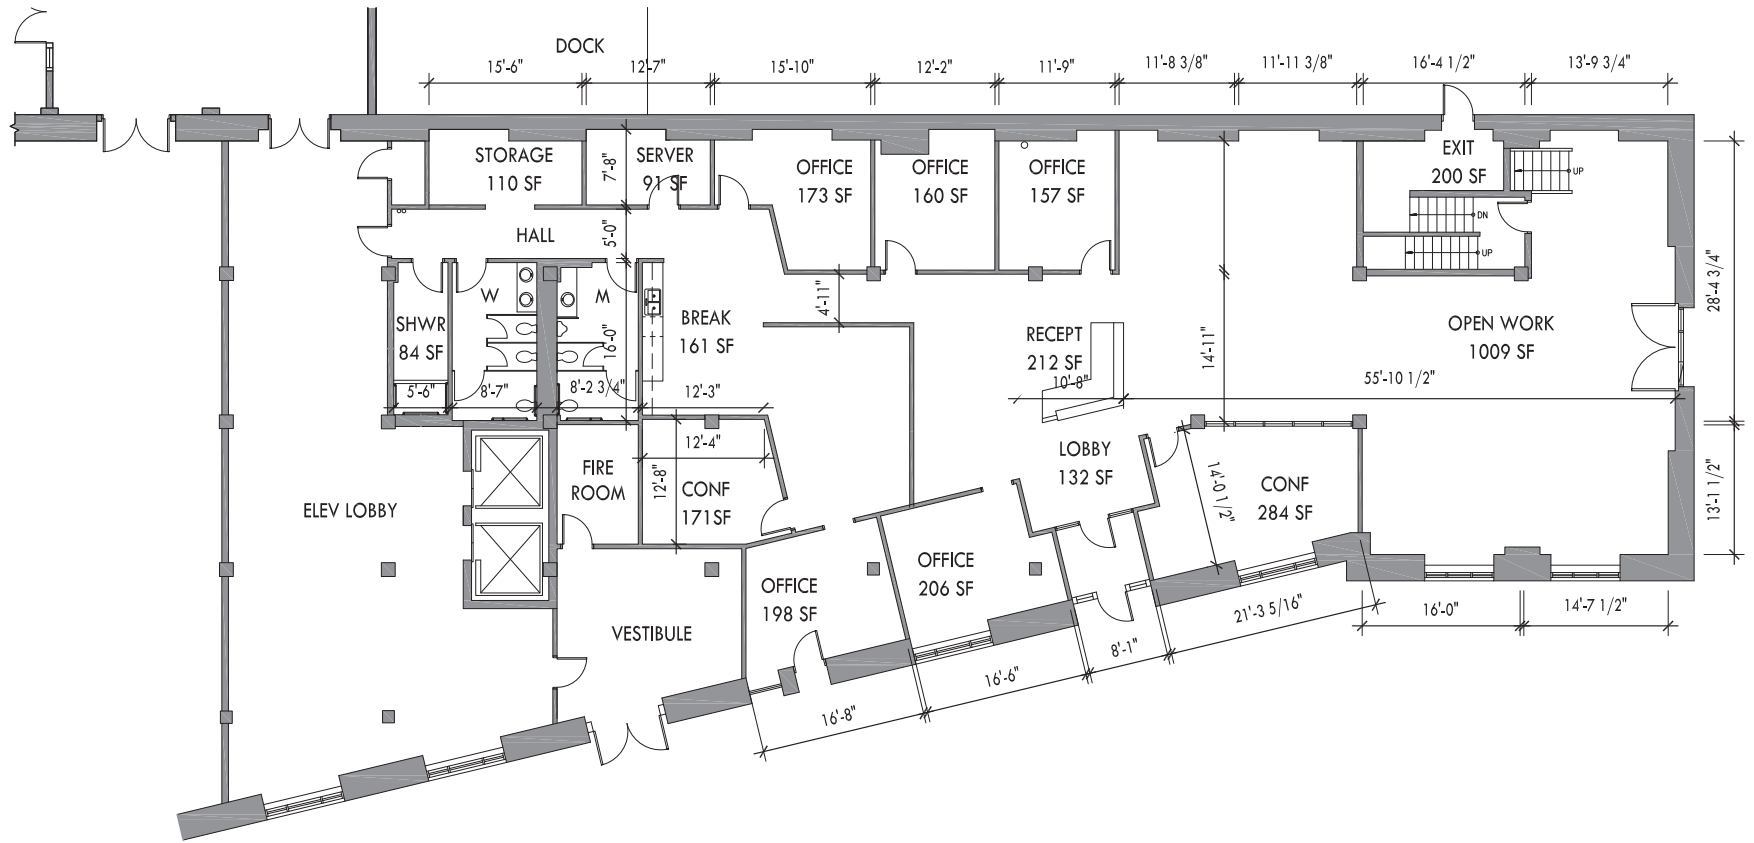 DOCK
15'-6"
12'-7"
15'-10"
12'-2"
11'-9"
11'-8 3/8"
11'-11 3/8"
16'-4 1/2"
13'-9 3/4"
STORAGE
110 SF
7'-8"
SERVER
91 SF
OFFICE
173 SF
OFFICE
160 SF
OFFICE
157 SF
EXIT
200 SF
UP
DN
UP
HALL
5'-0"
28'-4 3/4"
W
M
SHWR
84 SF
16'-0"
BREAK
161 SF
4'-11"
RECEPT
212 SF
14'-11"
OPEN WORK
1009 SF
5'-6"
8'-7"
8'-2 3/4"
12'-3"
10'-8"
55'-10 1/2"
12'-4"
LOBBY
132 SF
FIRE
ROOM
12'-8"
CONF
171SF
14'-0 1/2"
CONF
284 SF
13'-1 1/2"
ELEV LOBBY
OFFICE
198 SF
OFFICE
206 SF
VESTIBULE
21'-3 5/16"
16'-0"
14'-7 1/2"
8'-1"
16'-6"
16'-8"